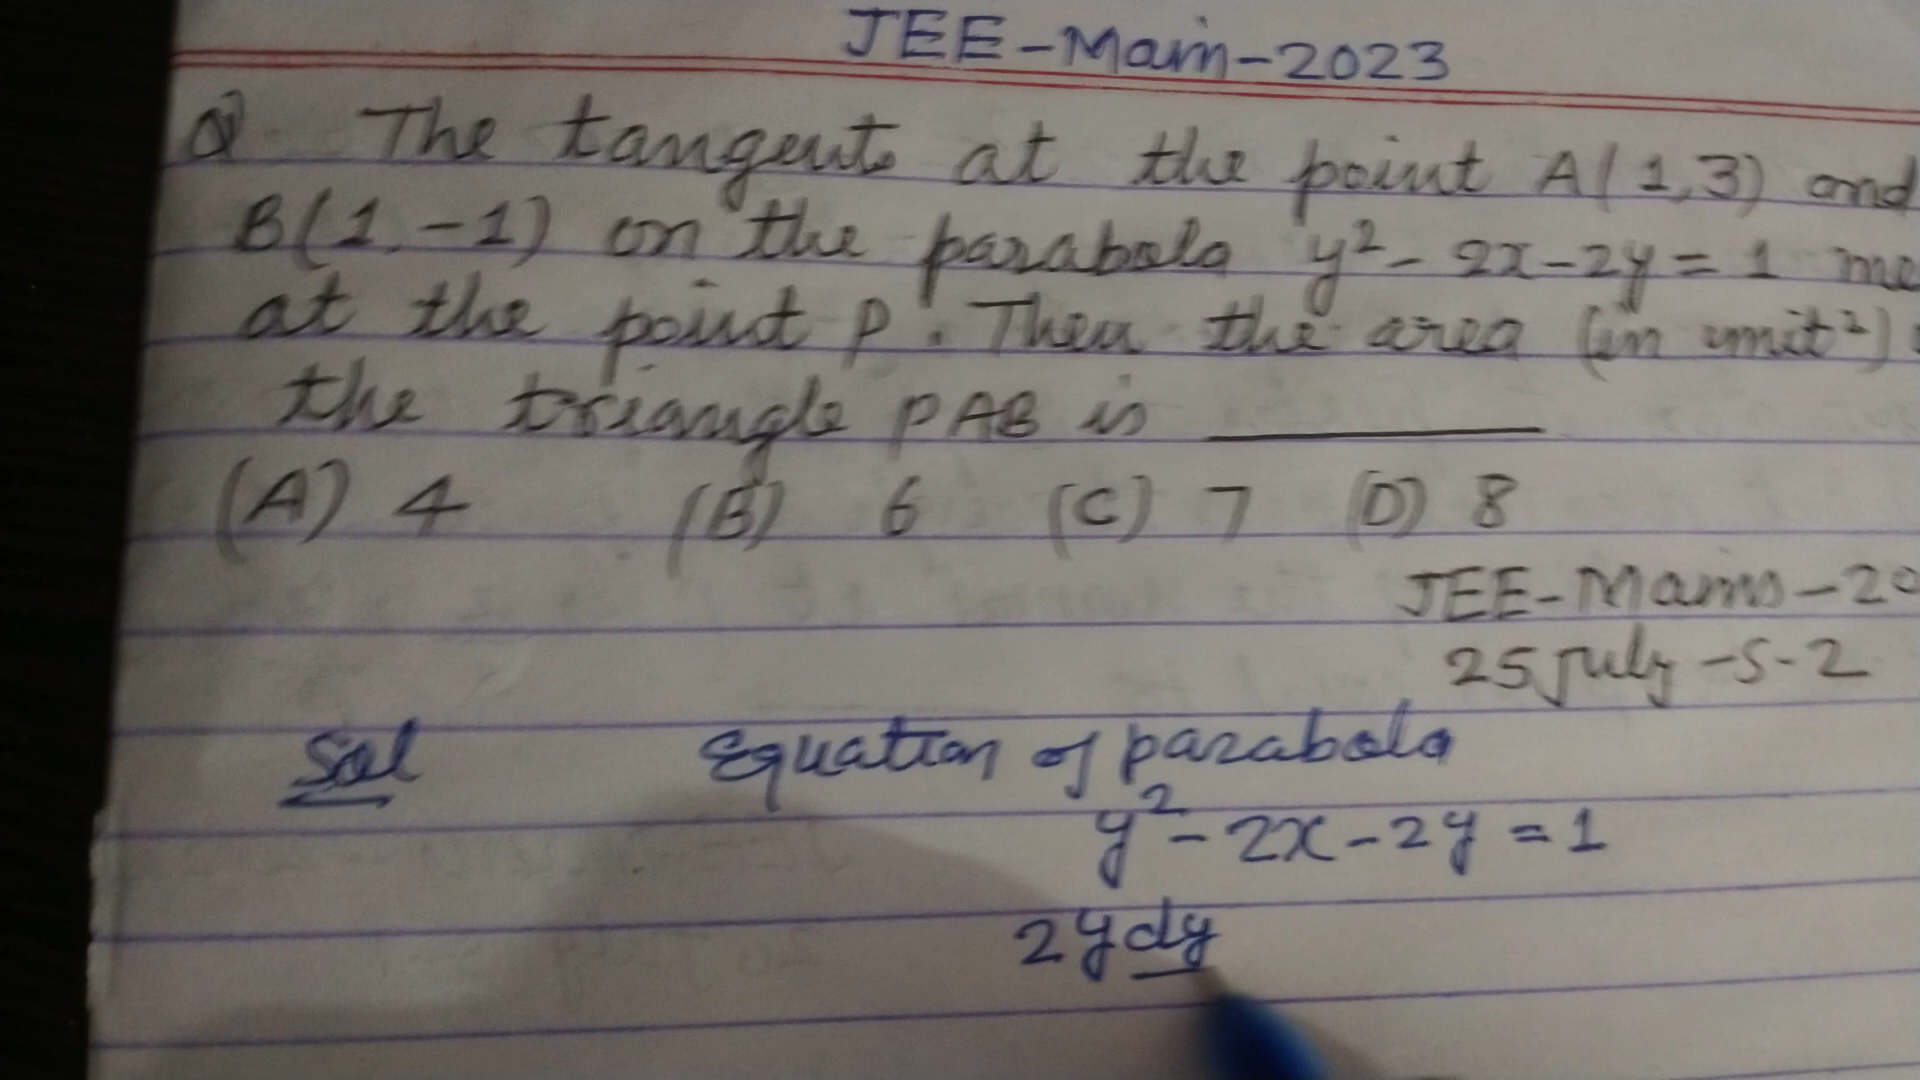 JEE-Main-2023
Q The tangents at the point A(1,3) and
B(1,-1) on the parabola y²-2x-2y=1
at the point P. Then the area (in unit²)
the triangle PAB is ________
(A) 4 (B) 6 (C) 7 (D) 8
JEE-Mains-20
25 July-S-2
Sol Equation of parabola
y²-2x-2y=1
2ydy